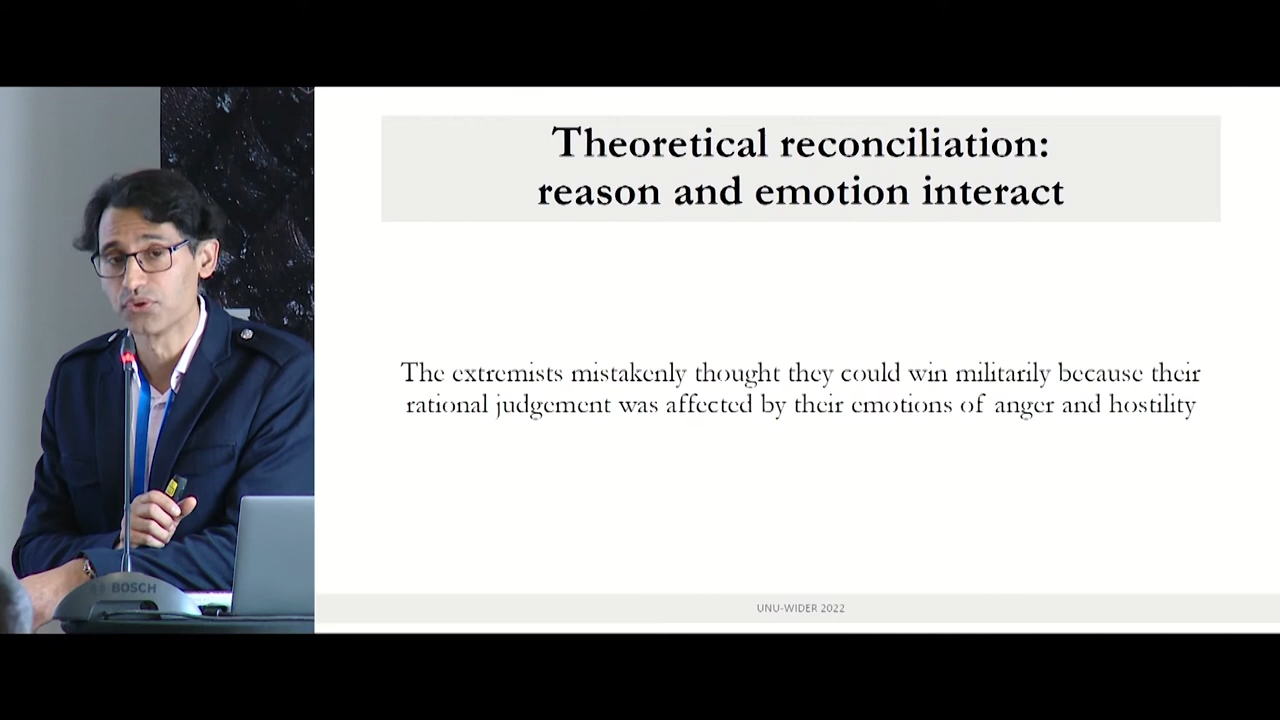 Theoretical reconciliation:
reason and emotion interact
The extremists mistakenly thought they could win militarily because their
rational judgement was affected by their emotions of anger and hostility
BOSCH
UNU-WIDER 2022